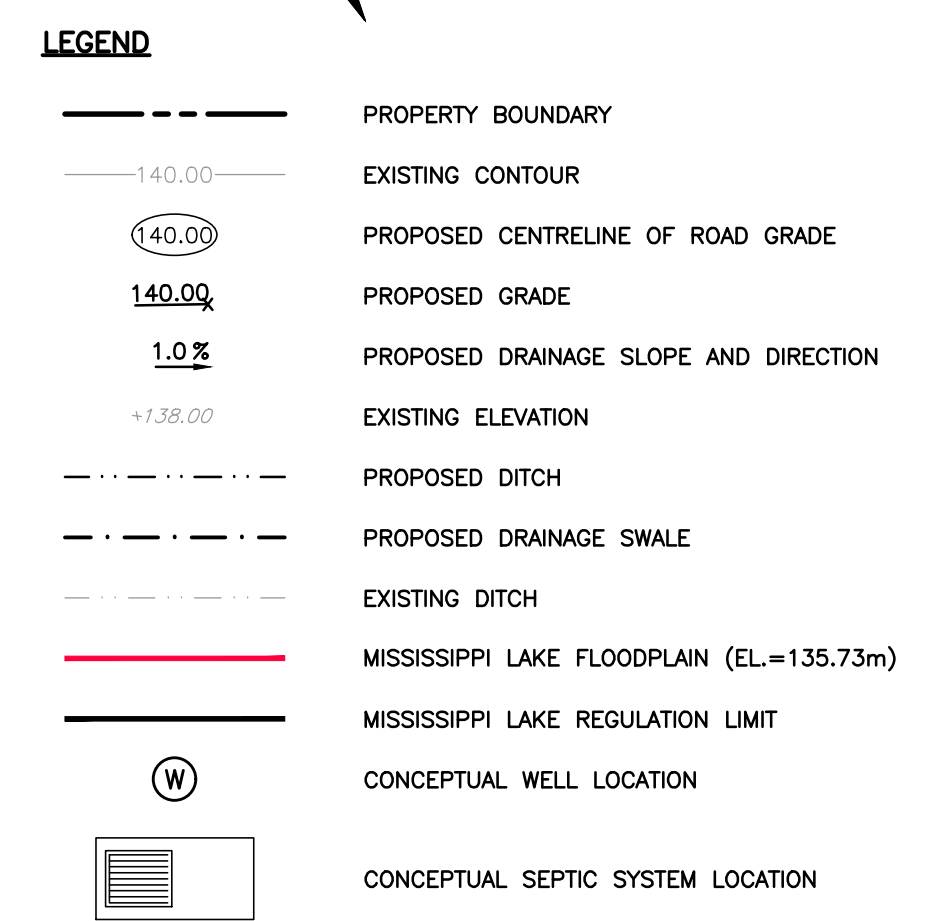 LEGEND
PROPERTY BOUNDARY
140.00 EXISTING CONTOUR
140.00 PROPOSED CENTRELINE OF ROAD GRADE
140.00 PROPOSED GRADE
1.0% PROPOSED DRAINAGE SLOPE AND DIRECTION
+138.00 EXISTING ELEVATION
PROPOSED DITCH
PROPOSED DRAINAGE SWALE
EXISTING DITCH
MISSISSIPPI LAKE FLOODPLAIN (EL.=135.73m)
MISSISSIPPI LAKE REGULATION LIMIT
W CONCEPTUAL WELL LOCATION
CONCEPTUAL SEPTIC SYSTEM LOCATION